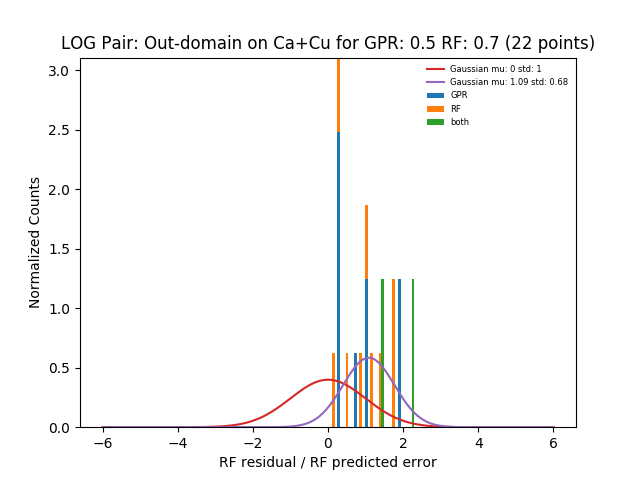 LOG Pair: Out-domain on Ca+Cu for GPR: 0.5 RF: 0.7 (22 points)
Gaussian mu: 0 std: 1
Gaussian mu: 1.09 std: 0.68
GPR
RF
both
3.0
2.5
2.0
1.5
1.0
0.5
0.0
Normalized Counts
−6 −4 −2 0 2 4 6
RF residual / RF predicted error